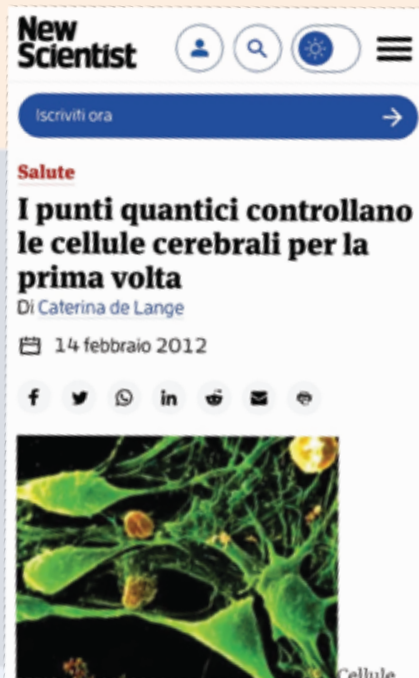 New
Scientist
Iscriviti ora
Salute
I punti quantici controllano
le cellule cerebrali per la
prima volta
Di Caterina de Lange
14 febbraio 2012
Cellule